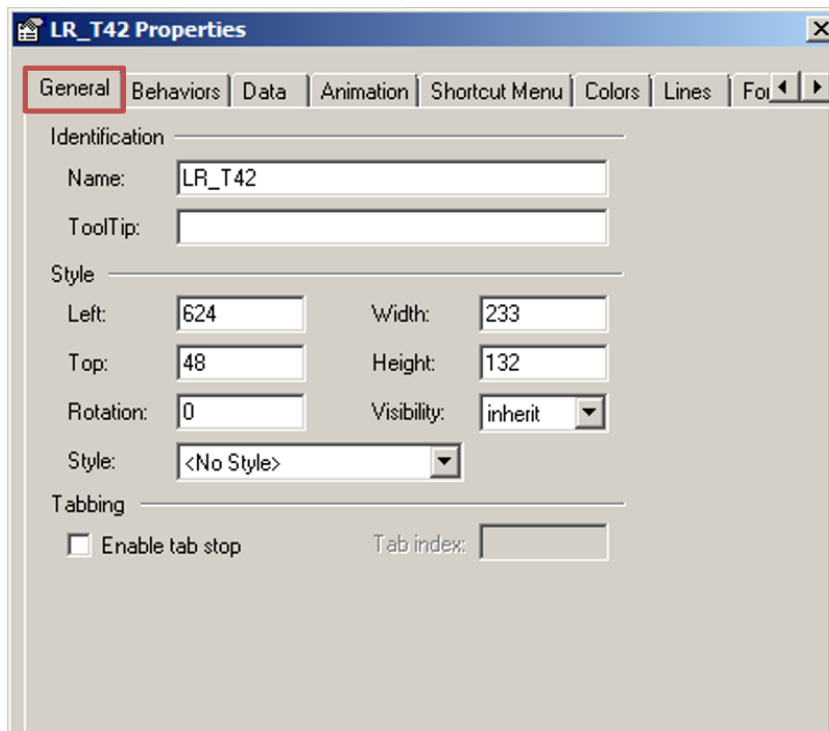 LR_T42 Properties
General Behaviors Data Animation Shortcut Menu Colors Lines
Identification
Name: LR_T42
ToolTip:
Style
Left: 624 Width: 233
Top: 48 Height: 132
Rotation: 0 Visibility: inherit
Style: <No Style>
Tabbing
Enable tab stop Tab index: